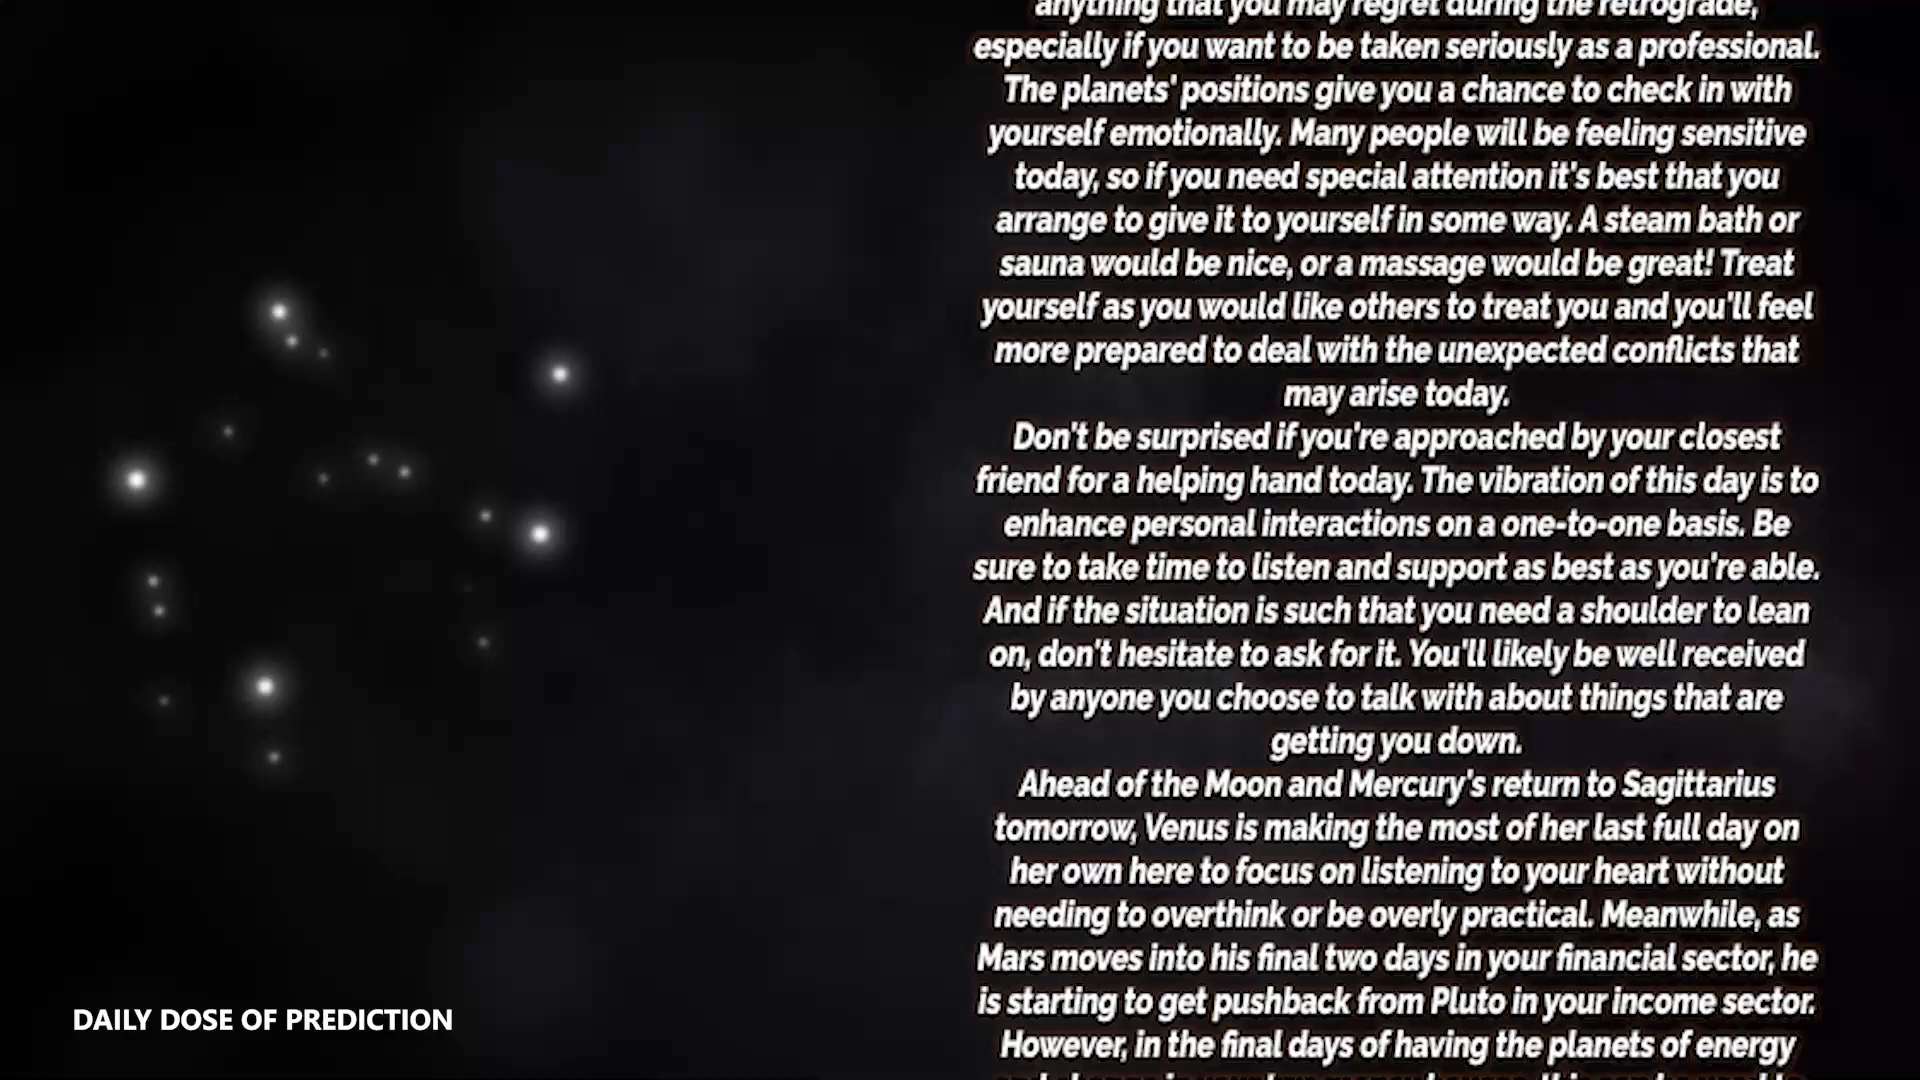 anything that you may regret during the retrograde,
especially if you want to be taken seriously as a professional.
The planets' positions give you a chance to check in with
yourself emotionally. Many people will be feeling sensitive
today, so if you need special attention it's best that you
arrange to give it to yourself in some way. A steam bath or
sauna would be nice, or a massage would be great! Treat
yourself as you would like others to treat you and you'll feel
more prepared to deal with the unexpected conflicts that
may arise today.
Don't be surprised if you're approached by your closest
friend for a helping hand today. The vibration of this day is to
enhance personal interactions on a one-to-one basis. Be
sure to take time to listen and support as best as you're able.
And if the situation is such that you need a shoulder to lean
on, don't hesitate to ask for it. You'll likely be well received
by anyone you choose to talk with about things that are
getting you down.
Ahead of the Moon and Mercury's return to Sagittarius
tomorrow, Venus is making the most of her last full day on
her own here to focus on listening to your heart without
needing to overthink or be overly practical. Meanwhile, as
Mars moves into his final two days in your financial sector, he
is starting to get pushback from Pluto in your income sector.
However, in the final days of having the planets of energy
DAILY DOSE OF PREDICTION